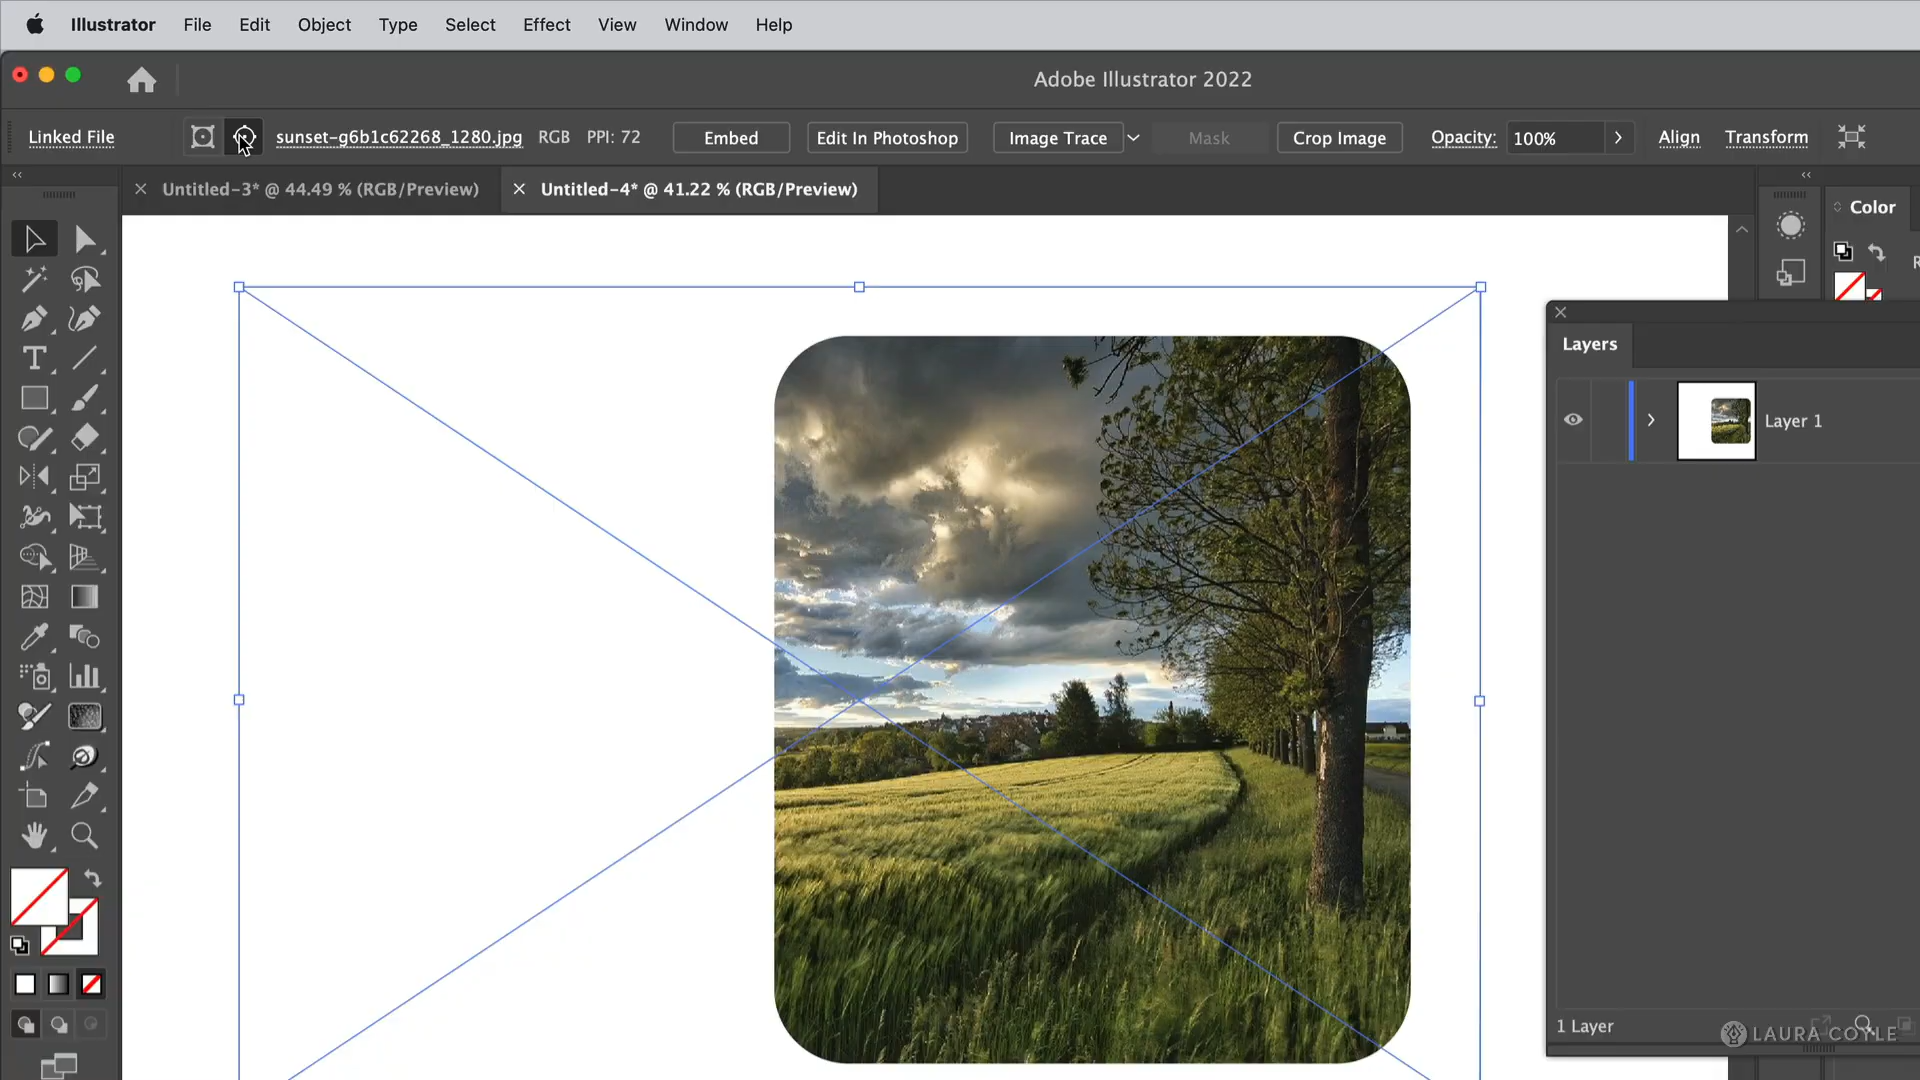 Illustrator File Edit Object Type Select Effect View Window Help
Adobe Illustrator 2022
Linked File sunset-g6b1c62268_1280.jpg RGB PPI: 72 Embed Edit In Photoshop Image Trace Mask Crop Image Opacity: 100% Align Transform
Untitled-3* @ 44.49 % (RGB/Preview) Untitled-4* @ 41.22 % (RGB/Preview)
Color
R
Layers
Layer 1
1 Layer
LAURA COYLE